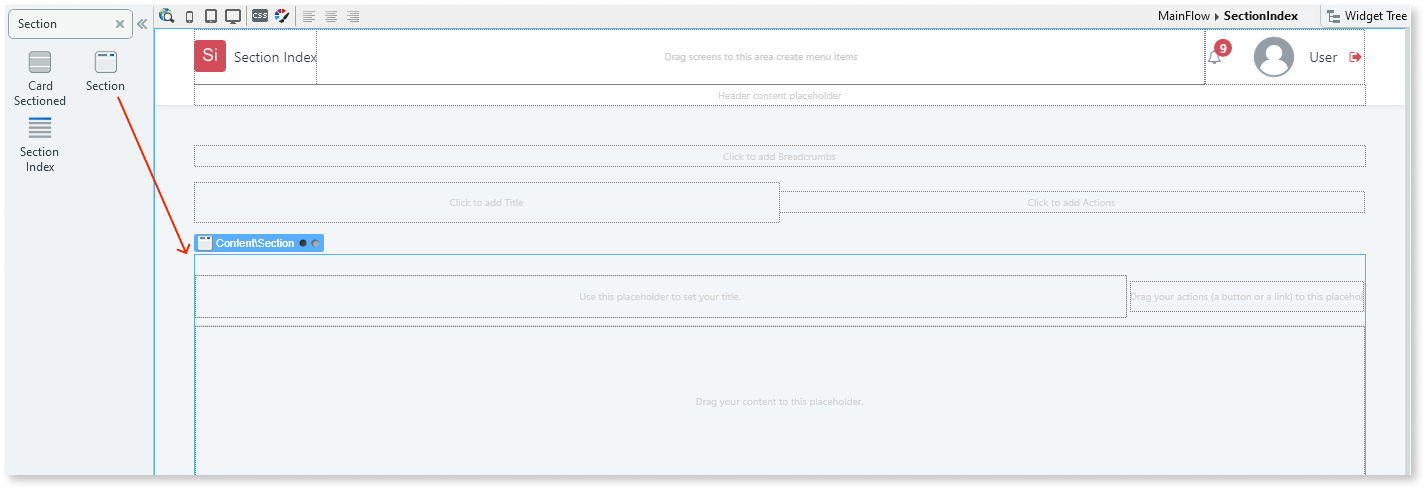 Section
Card
Sectioned
Section
Section
Index
CSS
MainFlow
SectionIndex
Widget Tree
Si
Section Index
Drag screens to this area create menu items
9
User
Header content placeholder
Click to add Breadcrumbs
Click to add Title
Click to add Actions
Content\Section
Use this placeholder to set your title.
Drag your actions (a button or a link) to this placehol
Drag your content to this placeholder.